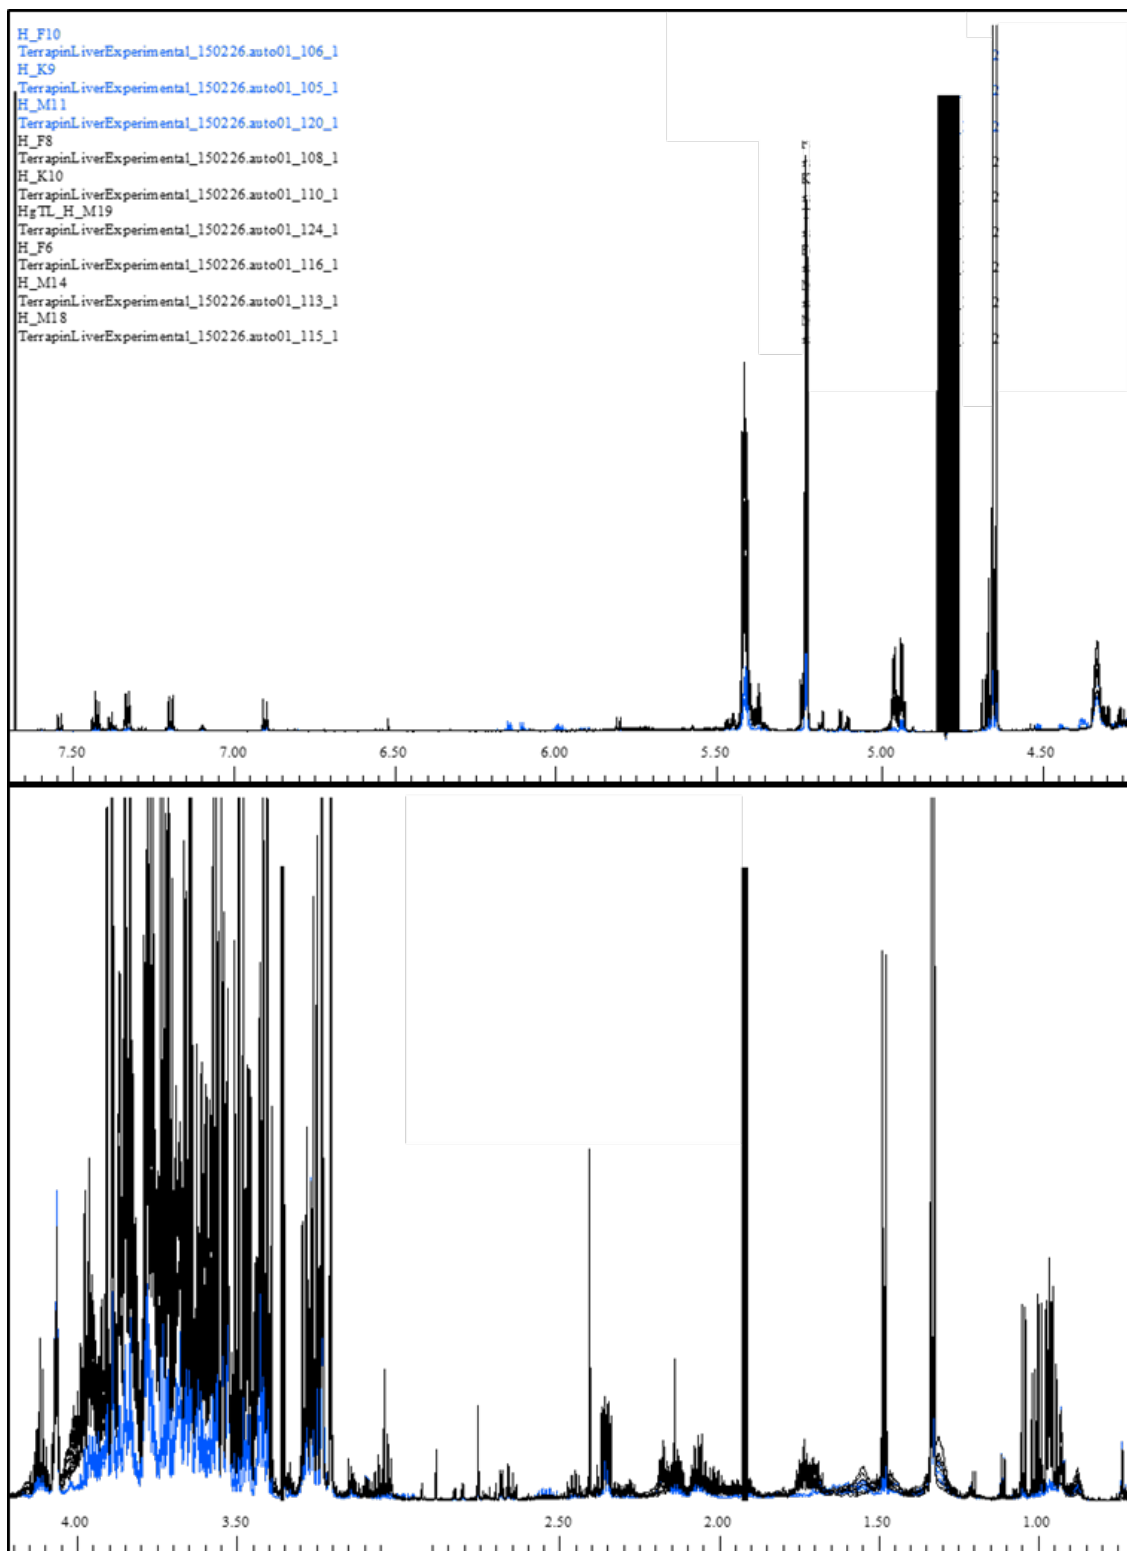 H_F10
TerrapinLiverExperimental_150226.auto01_106_1
H_K9
TerrapinLiverExperimental_150226.auto01_105_1
H_M11
TerrapinLiverExperimental_150226.auto01_120_1
H_F8
TerrapinLiverExperimental_150226.auto01_108_1
H_K10
TerrapinLiverExperimental_150226.auto01_110_1
HgTL_H_M19
TerrapinLiverExperimental_150226.auto01_124_1
H_F6
TerrapinLiverExperimental_150226.auto01_116_1
H_M14
TerrapinLiverExperimental_150226.auto01_113_1
H_M18
TerrapinLiverExperimental_150226.auto01_115_1
7.50 7.00 6.50 6.00 5.50 5.00 4.50
4.00 3.50 2.50 2.00 1.50 1.00